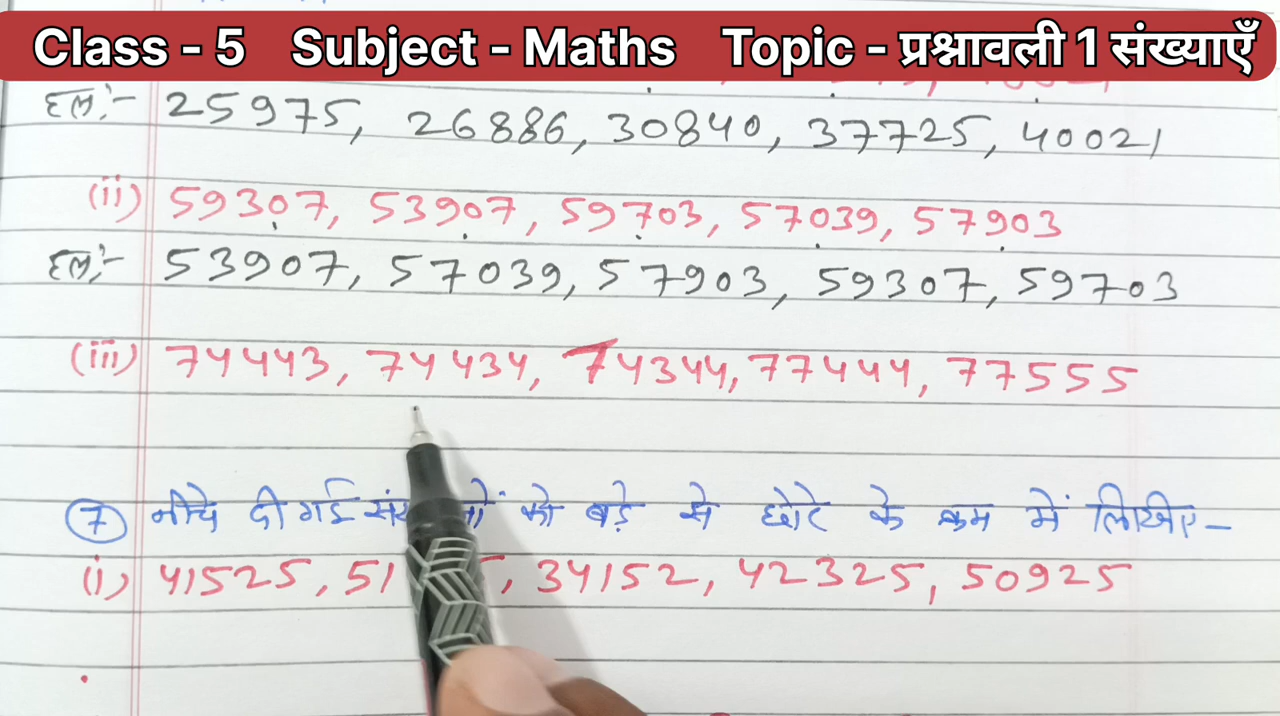 Class - 5 Subject - Maths Topic - प्रश्नावली 1 संख्याएँ
हलः- 25975, 26886, 30840, 37725, 40021
(ii) 59307, 53907, 59703, 57039, 57903
हलः- 53907, 57039, 57903, 59307, 59703
(iii) 74443, 74434, 74344, 77444, 77555
7 नीचे दी गई को बड़े से छोटे के क्रम में लिखिए-
(i) 41525, 51 5, 34152, 42325, 50925